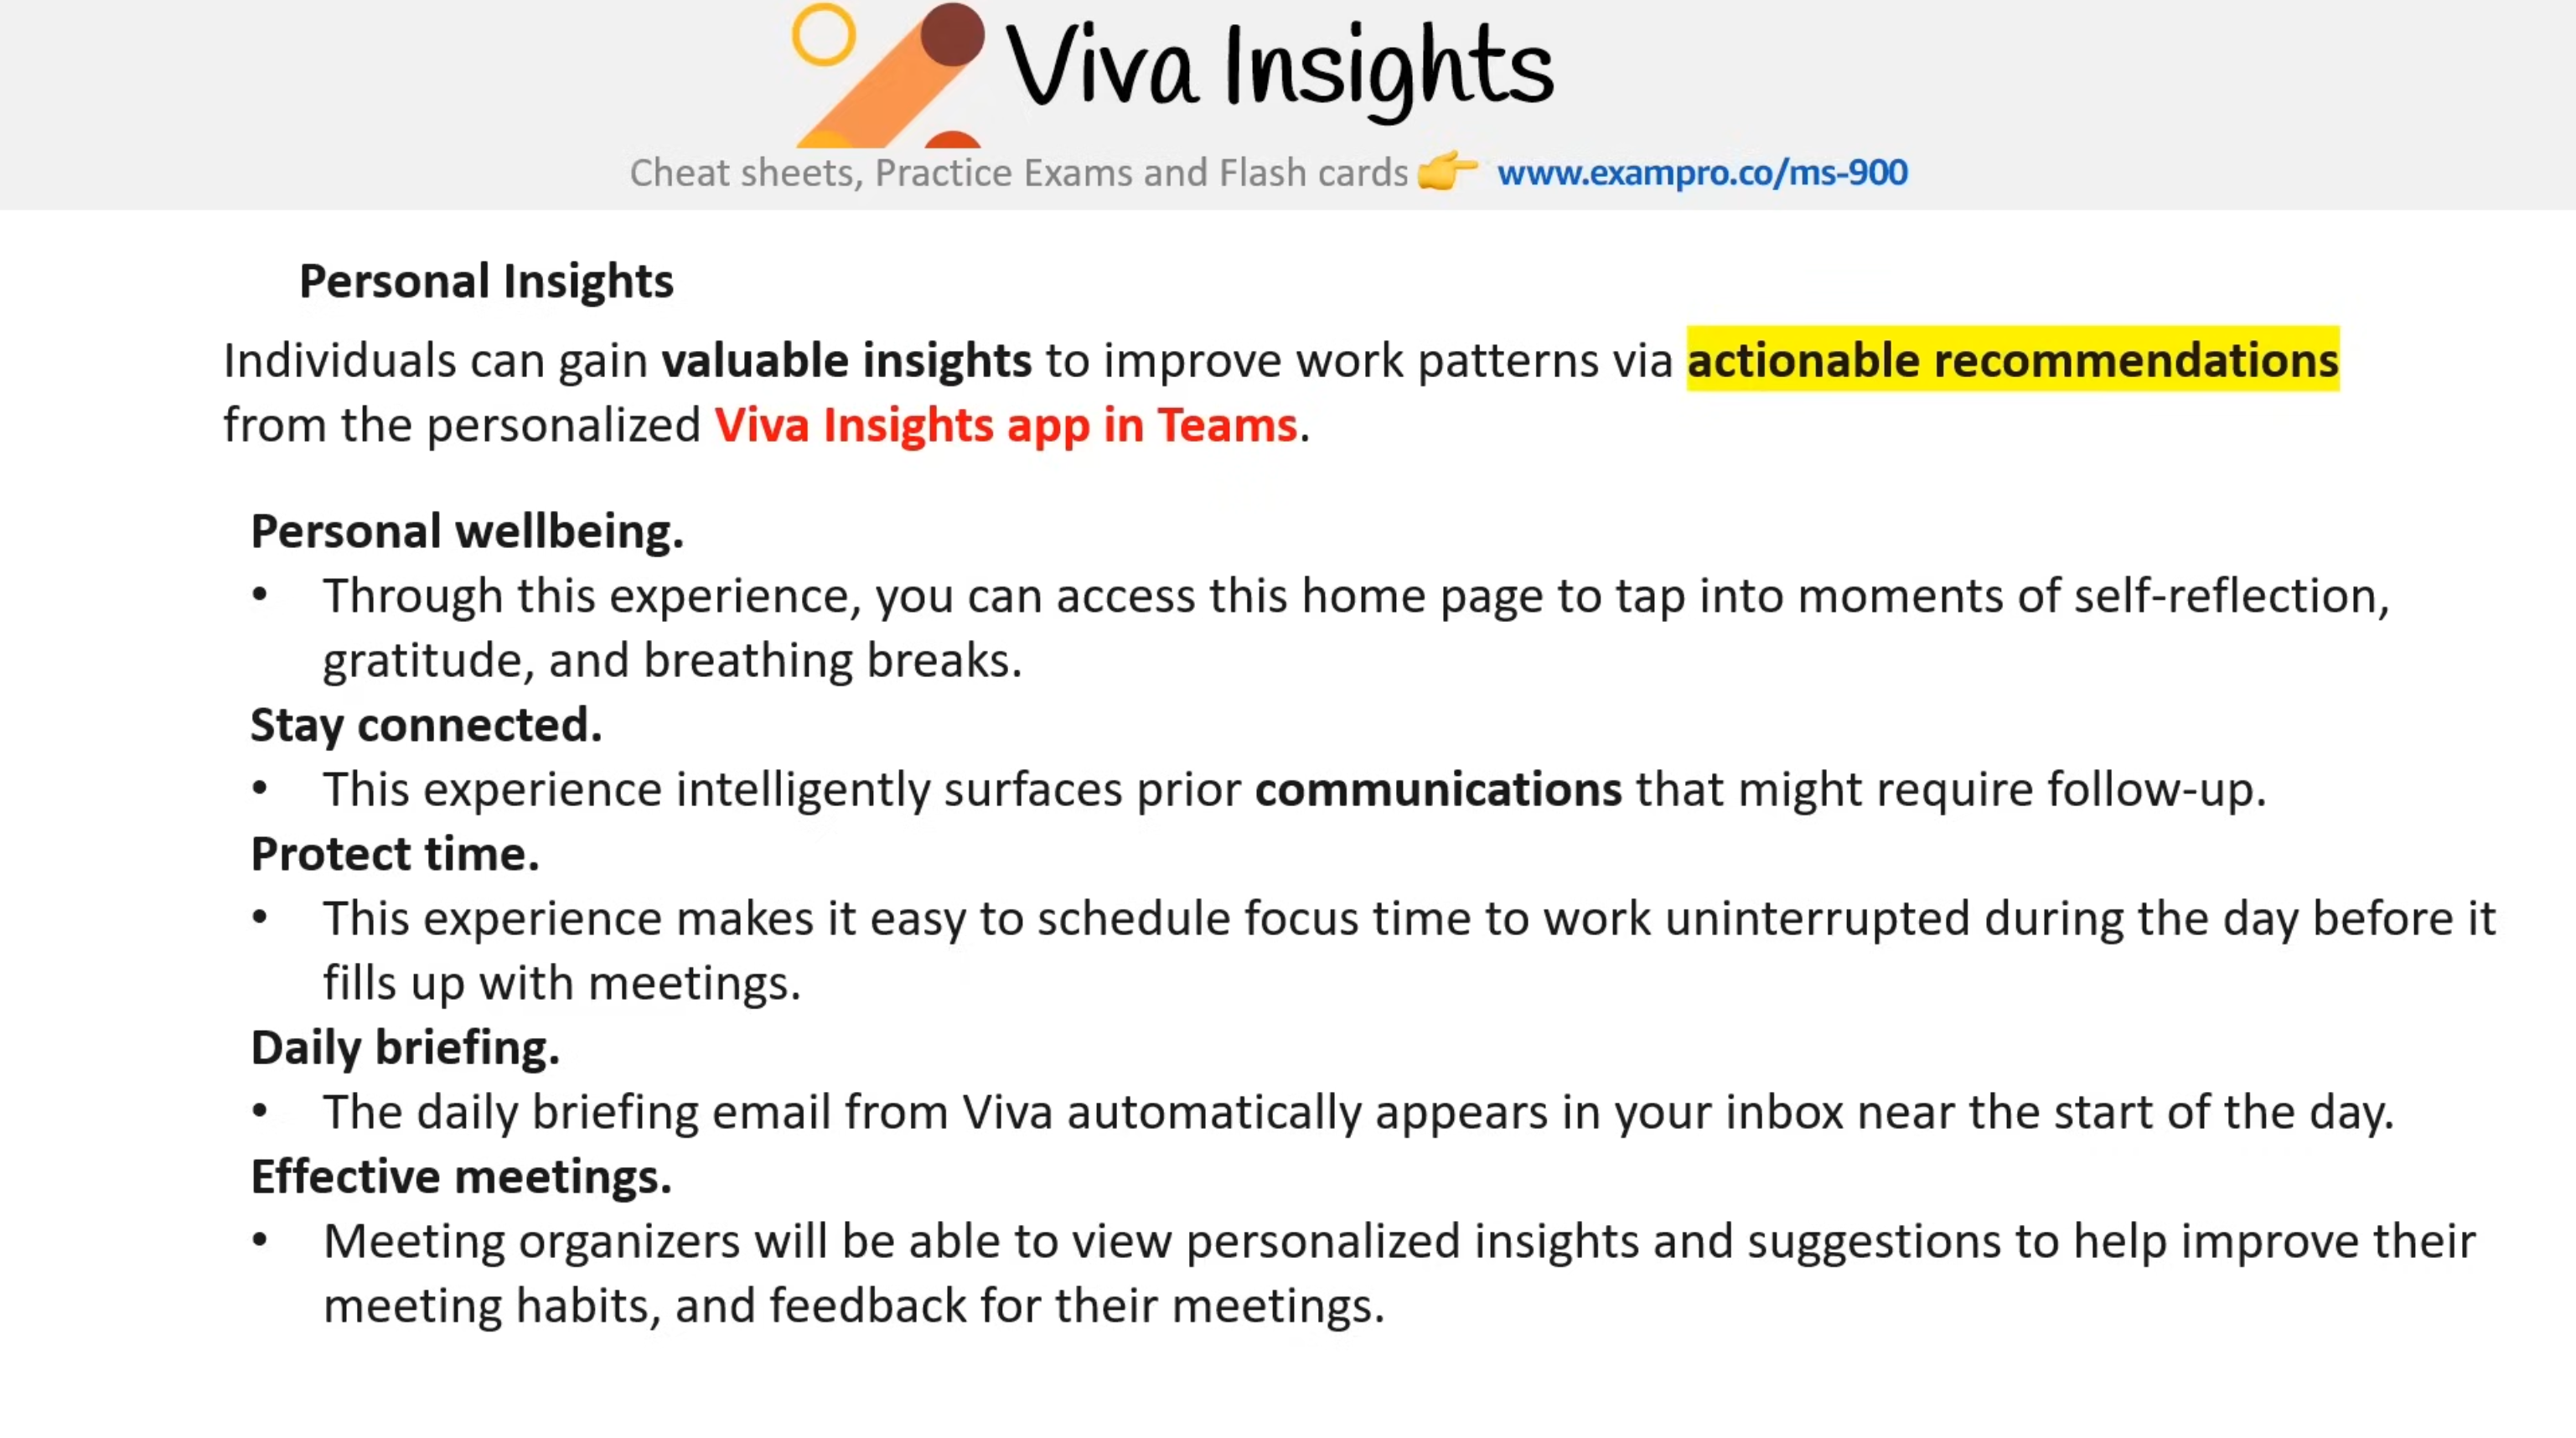 Viva Insights
Cheat sheets, Practice Exams and Flash cards 👉 www.exampro.co/ms-900
Personal Insights
Individuals can gain valuable insights to improve work patterns via actionable recommendations
from the personalized Viva Insights app in Teams.
Personal wellbeing.
• Through this experience, you can access this home page to tap into moments of self-reflection,
gratitude, and breathing breaks.
Stay connected.
• This experience intelligently surfaces prior communications that might require follow-up.
Protect time.
• This experience makes it easy to schedule focus time to work uninterrupted during the day before it
fills up with meetings.
Daily briefing.
• The daily briefing email from Viva automatically appears in your inbox near the start of the day.
Effective meetings.
• Meeting organizers will be able to view personalized insights and suggestions to help improve their
meeting habits, and feedback for their meetings.